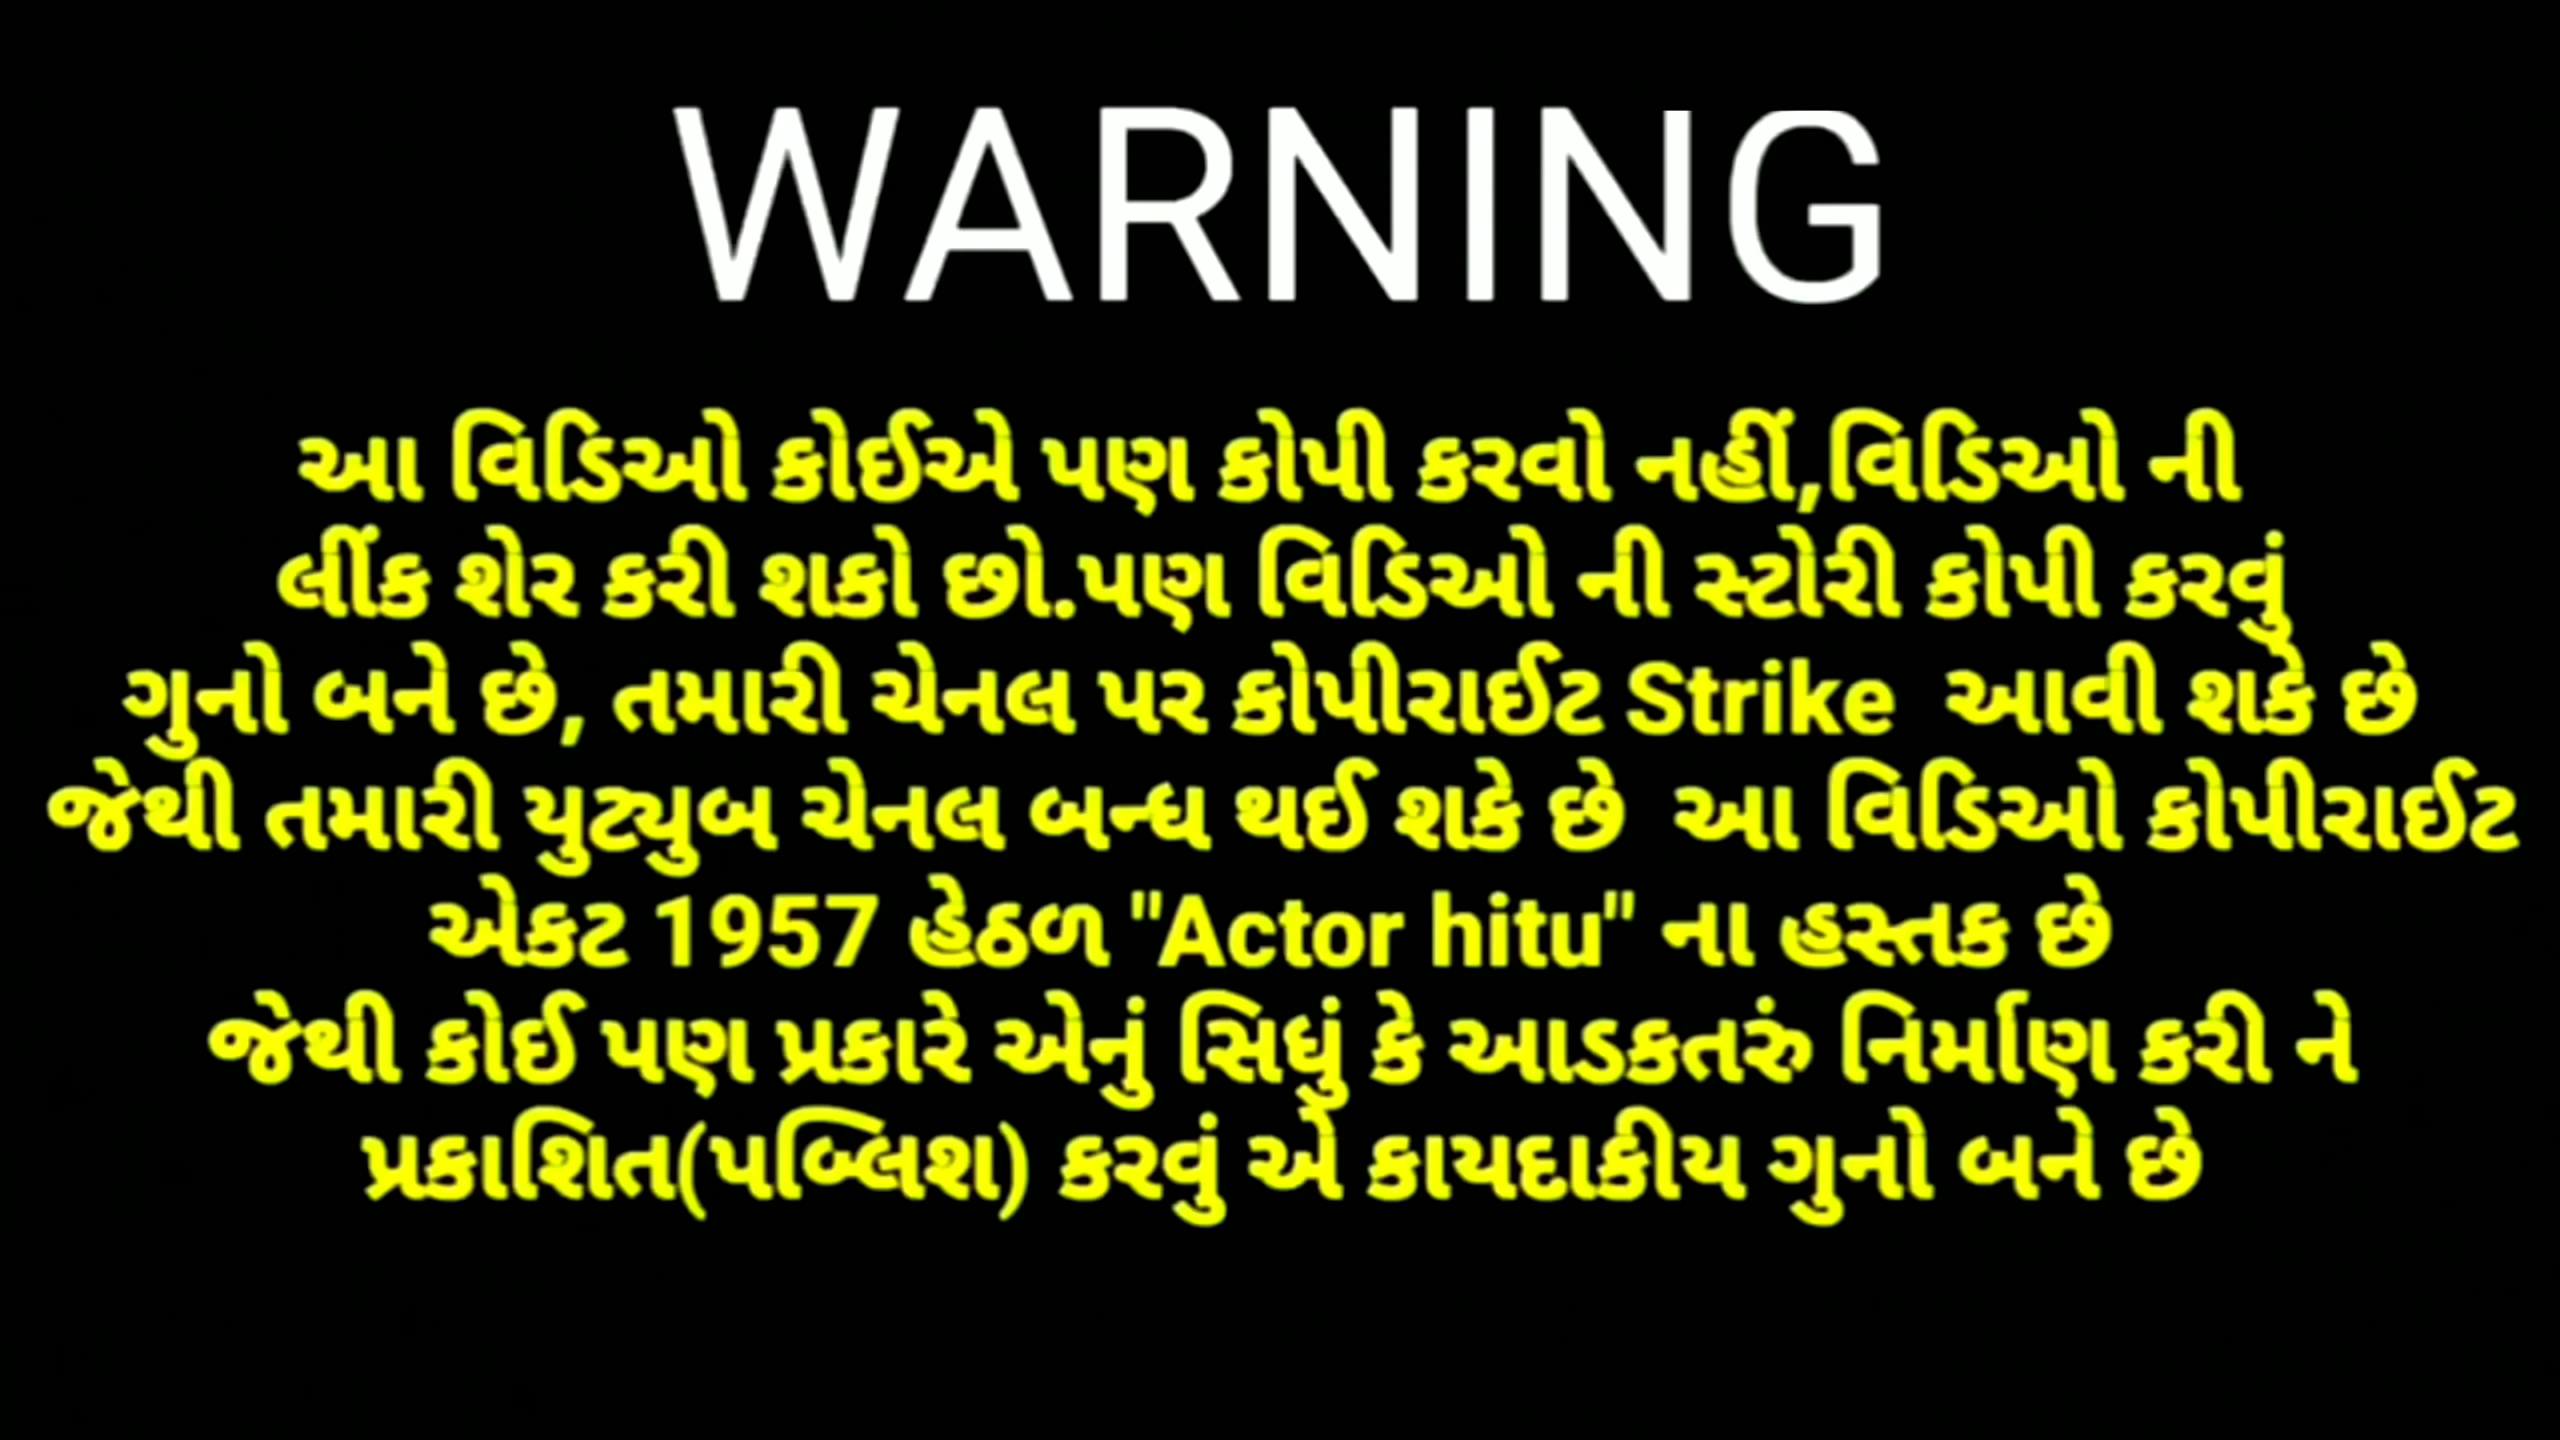 WARNING
આ વિડિઓ કોઈએ પણ કોપી કરવો નહીં,વિડિઓ ની
લીંક શેર કરી શકો છો.પણ વિડિઓ ની સ્ટોરી કોપી કરવું
ગુનો બને છે, તમારી ચેનલ પર કોપીરાઈટ Strike આવી શકે છે
જેથી તમારી યુટ્યુબ ચેનલ બન્ધ થઈ શકે છે આ વિડિઓ કોપીરાઈટ
એકટ 1957 હેઠળ "Actor hitu" ના હસ્તક છે
જેથી કોઈ પણ પ્રકારે એનું સિધું કે આડકતરું નિર્માણ કરી ને
પ્રકાશિત(પબ્લિશ) કરવું એ કાયદાકીય ગુનો બને છે